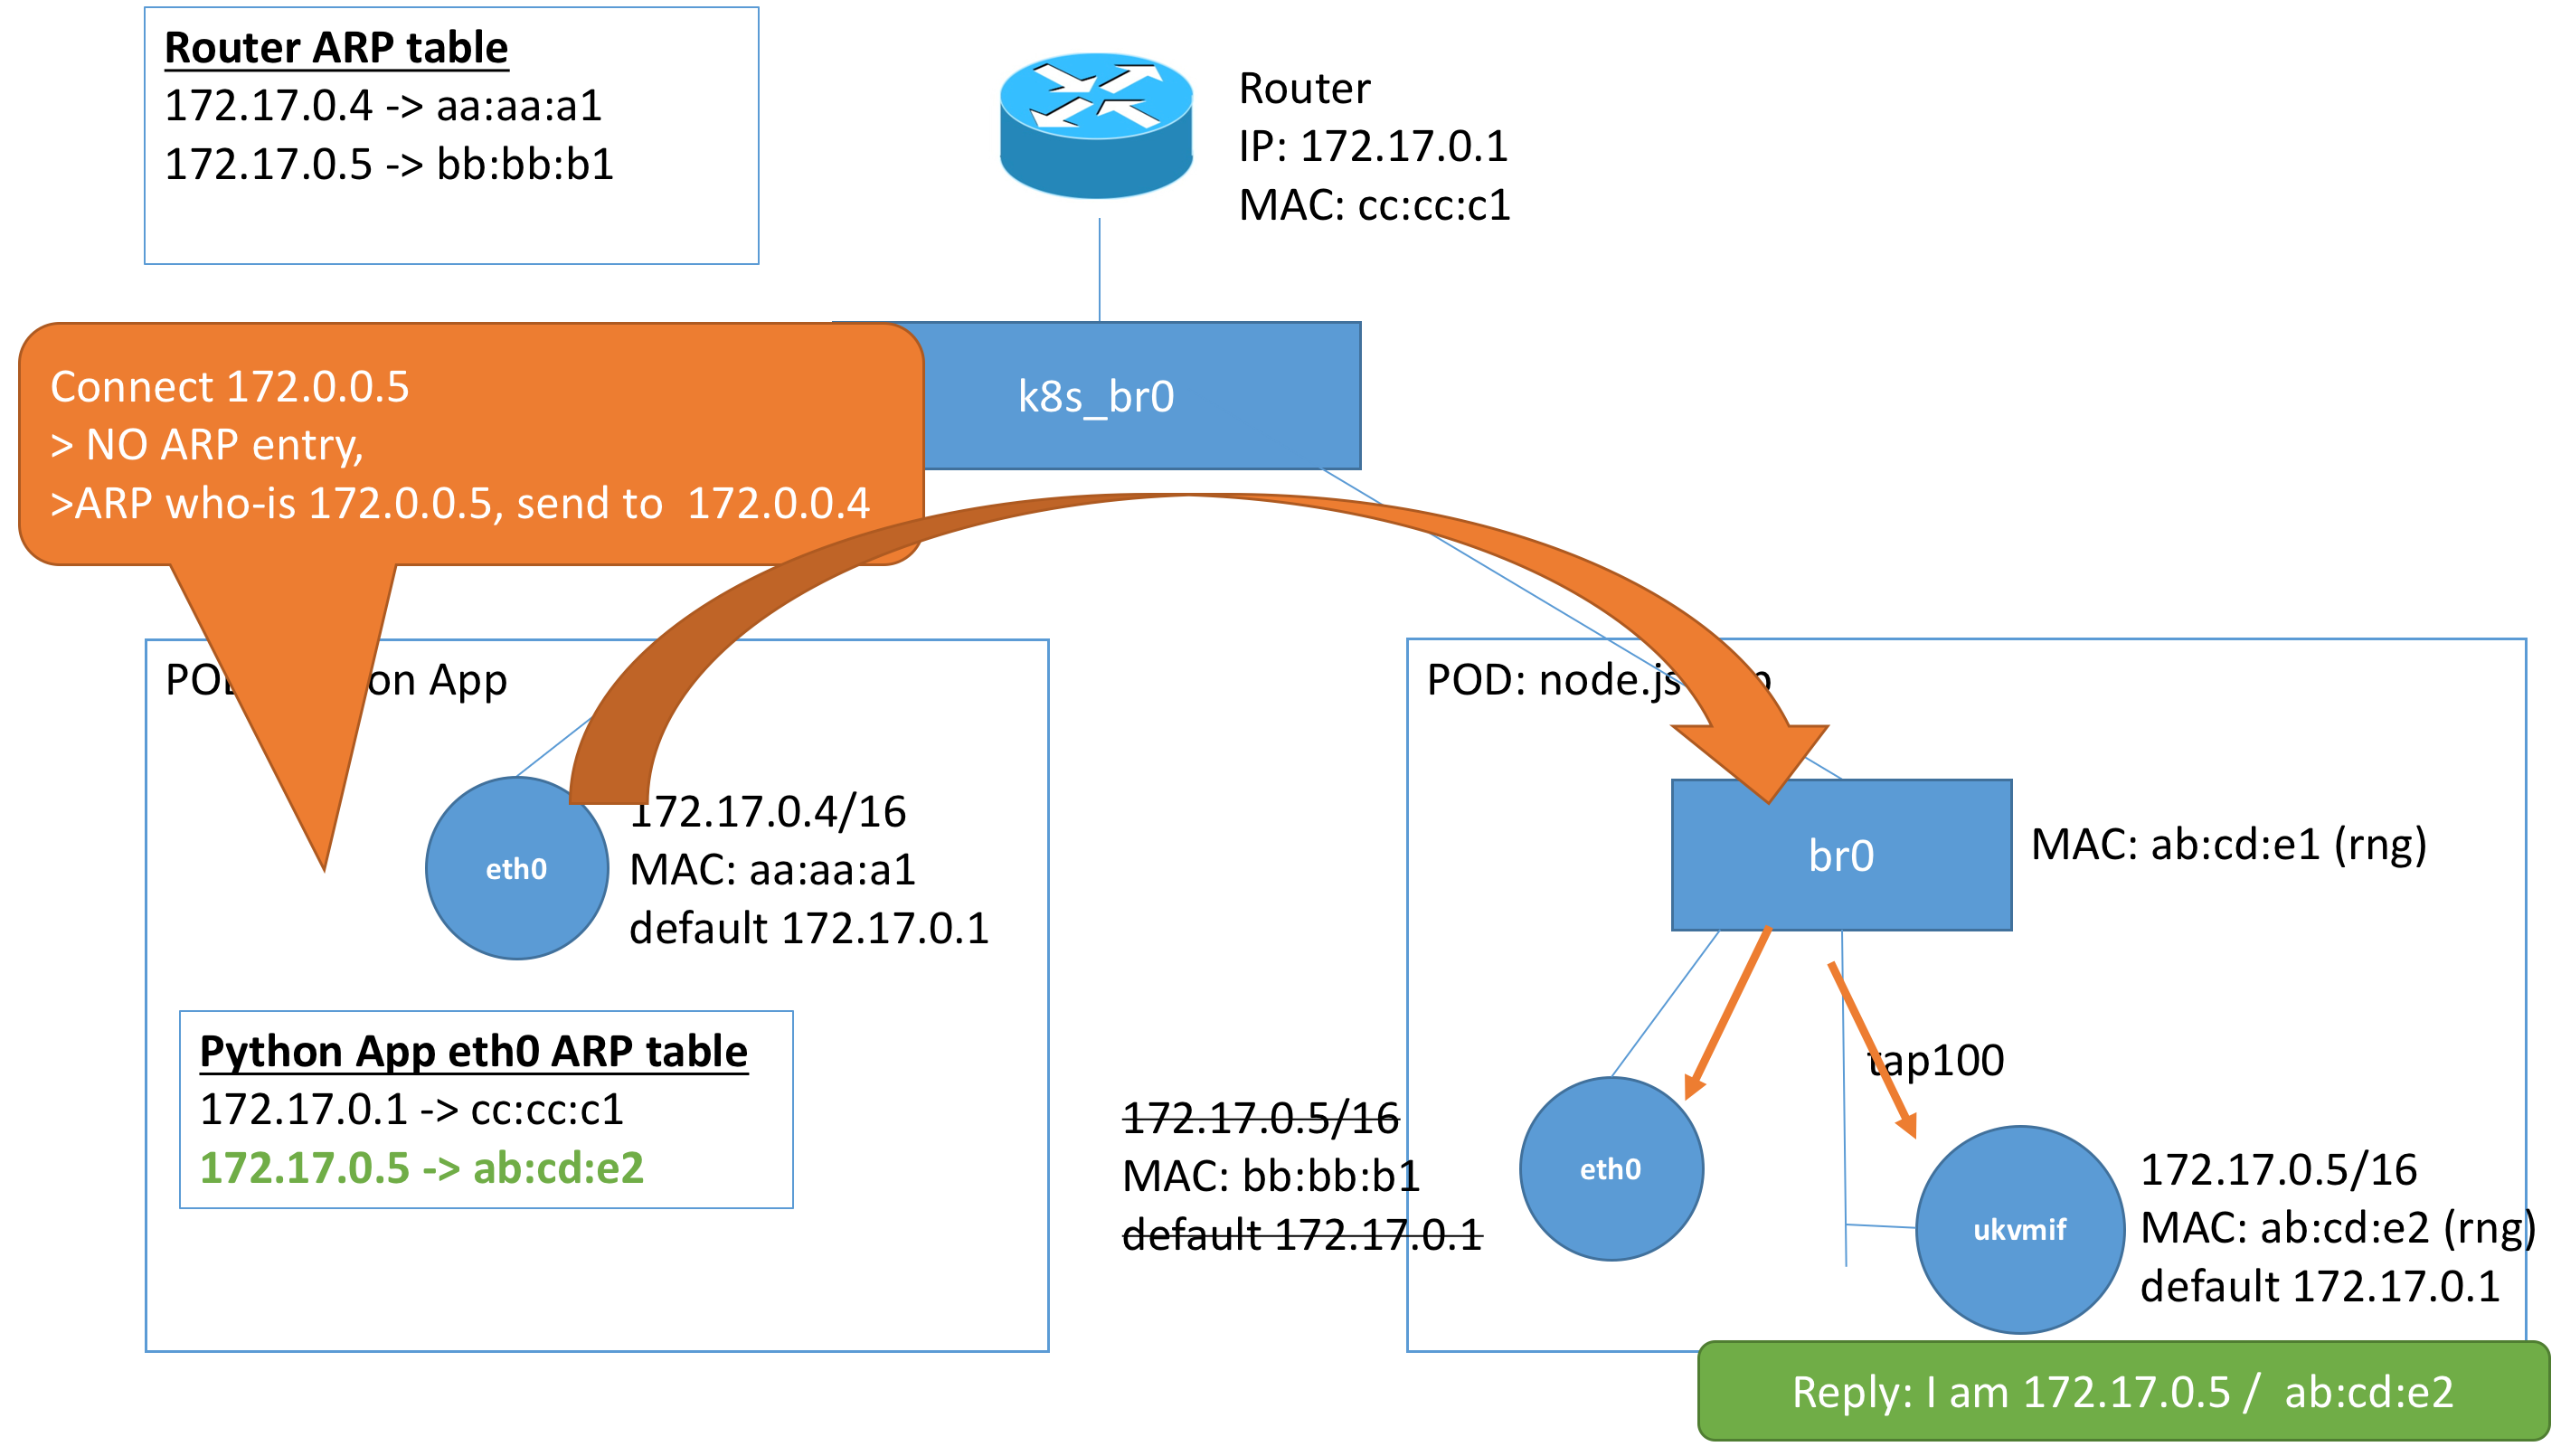 Router ARP table
172.17.0.4 -> aa:aa:a1
172.17.0.5 -> bb:bb:b1
Router
IP: 172.17.0.1
MAC: cc:cc:c1
k8s_br0
Connect 172.0.0.5
> NO ARP entry,
>ARP who-is 172.0.0.5, send to  172.0.0.4
App
eth0
172.17.0.4/16
MAC: aa:aa:a1
default 172.17.0.1
Python App eth0 ARP table
172.17.0.1 -> cc:cc:c1
172.17.0.5 -> ab:cd:e2
POD: node.js
br0
MAC: ab:cd:e1 (rng)
tap100
172.17.0.5/16
MAC: bb:bb:b1
default 172.17.0.1
eth0
ukvmif
172.17.0.5/16
MAC: ab:cd:e2 (rng)
default 172.17.0.1
Reply: I am 172.17.0.5 /  ab:cd:e2